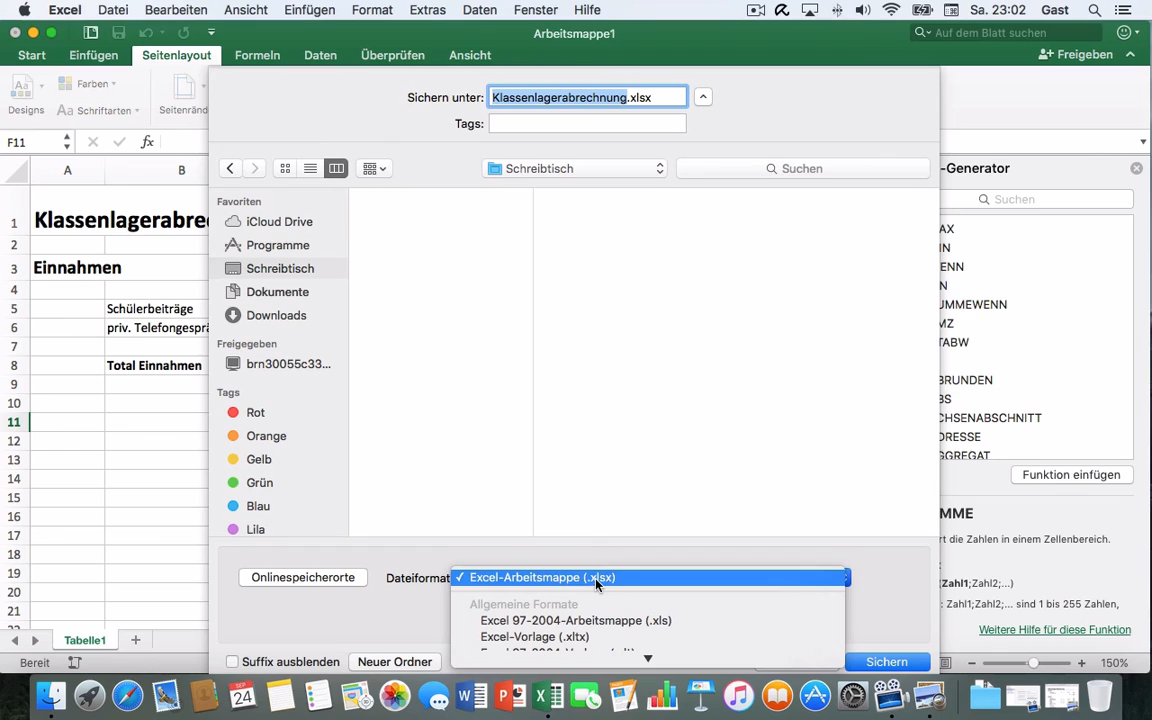 Excel Datei Bearbeiten Ansicht Einfügen Format Extras Daten Fenster Hilfe Sa. 23:02 Gast
Arbeitsmappe1
Auf dem Blatt suchen
Start Einfügen Seitenlayout Formeln Daten Überprüfen Ansicht Freigeben
Farben
Designs Schriftarten Seitenränd
Sichern unter: Klassenlagerabrechnung.xlsx
Tags:
F11 fx
Schreibtisch Suchen
A B
-Generator
Suchen
Favoriten
iCloud Drive
Programme
Schreibtisch
Dokumente
Downloads
Freigegeben
brn30055c33...
Tags
Rot
Orange
Gelb
Grün
Blau
Lila
1 Klassenlagerabre
2
3 Einnahmen
4
5 Schülerbeiträge
6 priv. Telefongesprä
7
8 Total Einnahmen
9
10
11
12
13
14
15
16
17
18
19
20
21
AX
IN
ENN
N
UMMEWENN
MZ
TABW
BRUNDEN
BS
CHSENABSCHNITT
DRESSE
GGREGAT
Funktion einfügen
MME
rt die Zahlen in einem Zellenbereich.
(Zahl1;Zahl2;...)
: Zahl1;Zahl2;... sind 1 bis 255 Zahlen,
Weitere Hilfe für diese Funktion
Onlinespeicherorte Dateiformat ✓ Excel-Arbeitsmappe (.xlsx)
Allgemeine Formate
Excel 97-2004-Arbeitsmappe (.xls)
Excel-Vorlage (.xltx)
Suffix ausblenden Neuer Ordner Sichern
Tabelle1 +
Bereit 150%
SEP
24